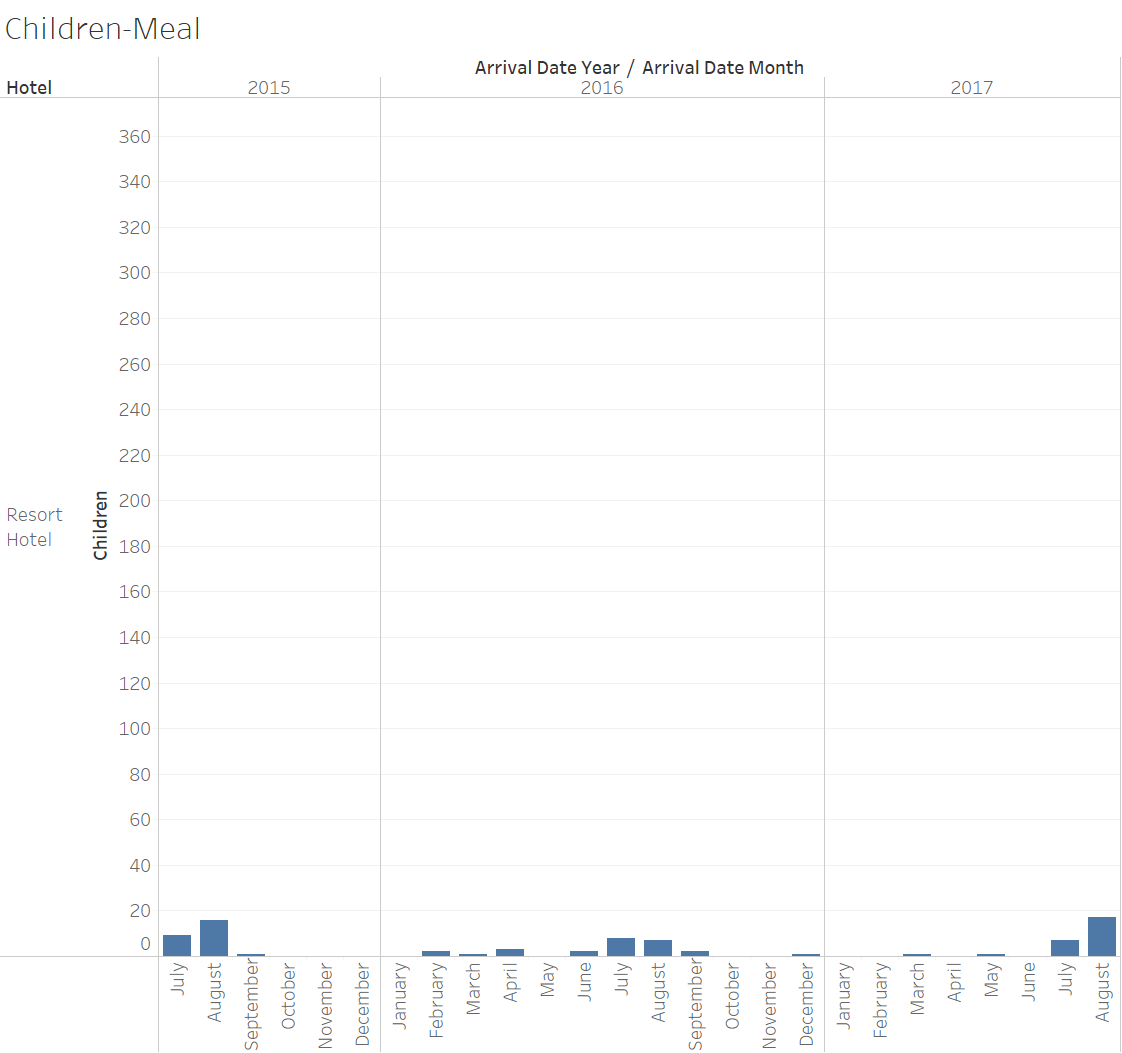 Children-Meal
Arrival Date Year / Arrival Date Month
Hotel
2015
2016
2017
360
340
320
300
280
260
240
220
200
180
160
140
120
100
80
60
40
20
0
Children
Resort
Hotel
July
August
September
October
November
December
January
February
March
April
May
June
July
August
September
October
November
December
January
February
March
April
May
June
July
August